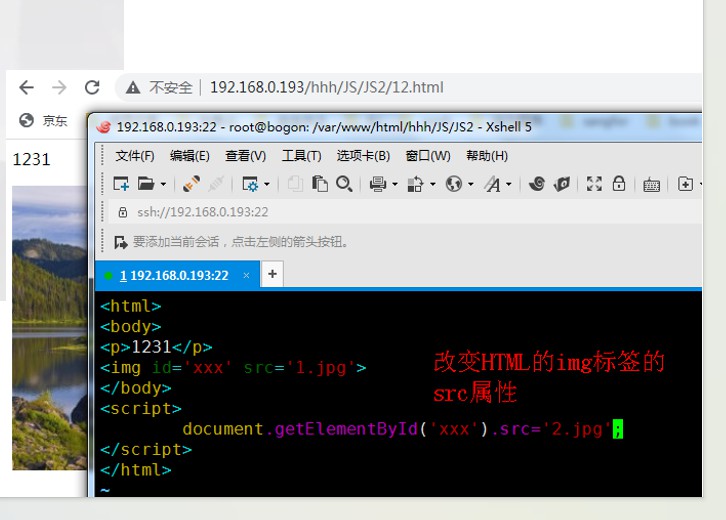 不安全 192.168.0.193/hhh/JS/JS2/12.html
京东
1231
192.168.0.193:22 - root@bogon: /var/www/html/hhh/JS/JS2 - Xshell 5
文件(F) 编辑(E) 查看(V) 工具(T) 选项卡(B) 窗口(W) 帮助(H)
ssh://192.168.0.193:22
要添加当前会话，点击左侧的箭头按钮。
1 192.168.0.193:22 × +
<html>
<body>
<p>1231</p>
<img id='xxx' src='1.jpg'>
</body>
<script>
document.getElementById('xxx').src='2.jpg';
</script>
</html>
~
改变HTML的img标签的
src属性